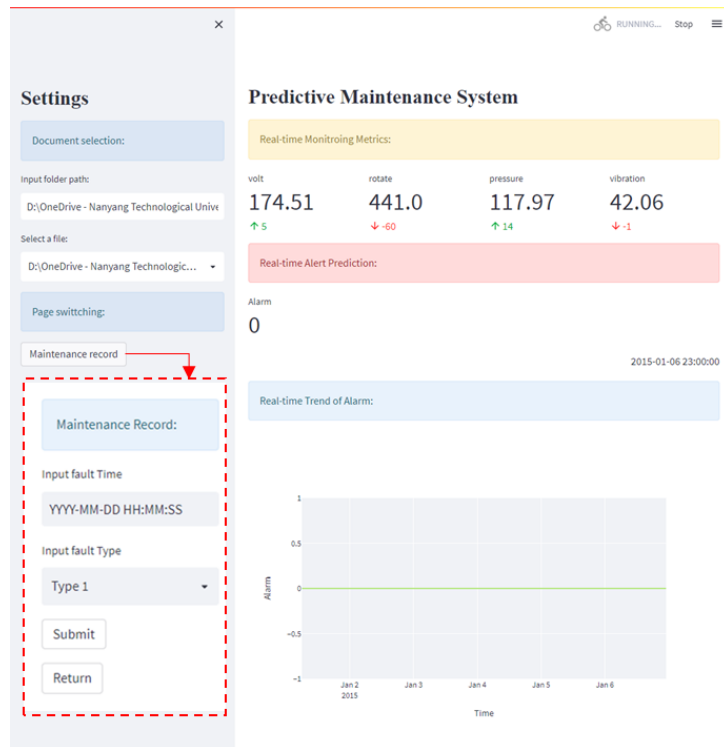 ×
RUNNING... Stop
Settings
Document selection:
Input folder path:
D:\OneDrive - Nanyang Technological Unive
Select a file:
D:\OneDrive - Nanyang Technologic...
Page swittching:
Maintenance record
Maintenance Record:
Input fault Time
YYYY-MM-DD HH:MM:SS
Input fault Type
Type 1
Submit
Return
Predictive Maintenance System
Real-time Monitroing Metrics:
volt rotate pressure vibration
174.51 441.0 117.97 42.06
↑ 5 ↓ -60 ↑ 14 ↓ -1
Real-time Alert Prediction:
Alarm
0
2015-01-06 23:00:00
Real-time Trend of Alarm:
1
0.5
0
−0.5
−1
Alarm
Jan 2 Jan 3 Jan 4 Jan 5 Jan 6
2015
Time